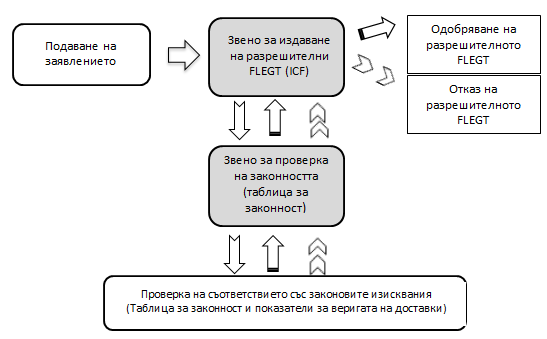 Подаване на
заявлението
Звено за издаване
на разрешителни
FLEGT (ICF)
Одобряване на
разрешителното
FLEGT
Отказ на
разрешителното
FLEGT
Звено за проверка
на законността
(таблица за
законност)
Проверка на съответствието със законовите изисквания
(Таблица за законност и показатели за веригата на доставки)